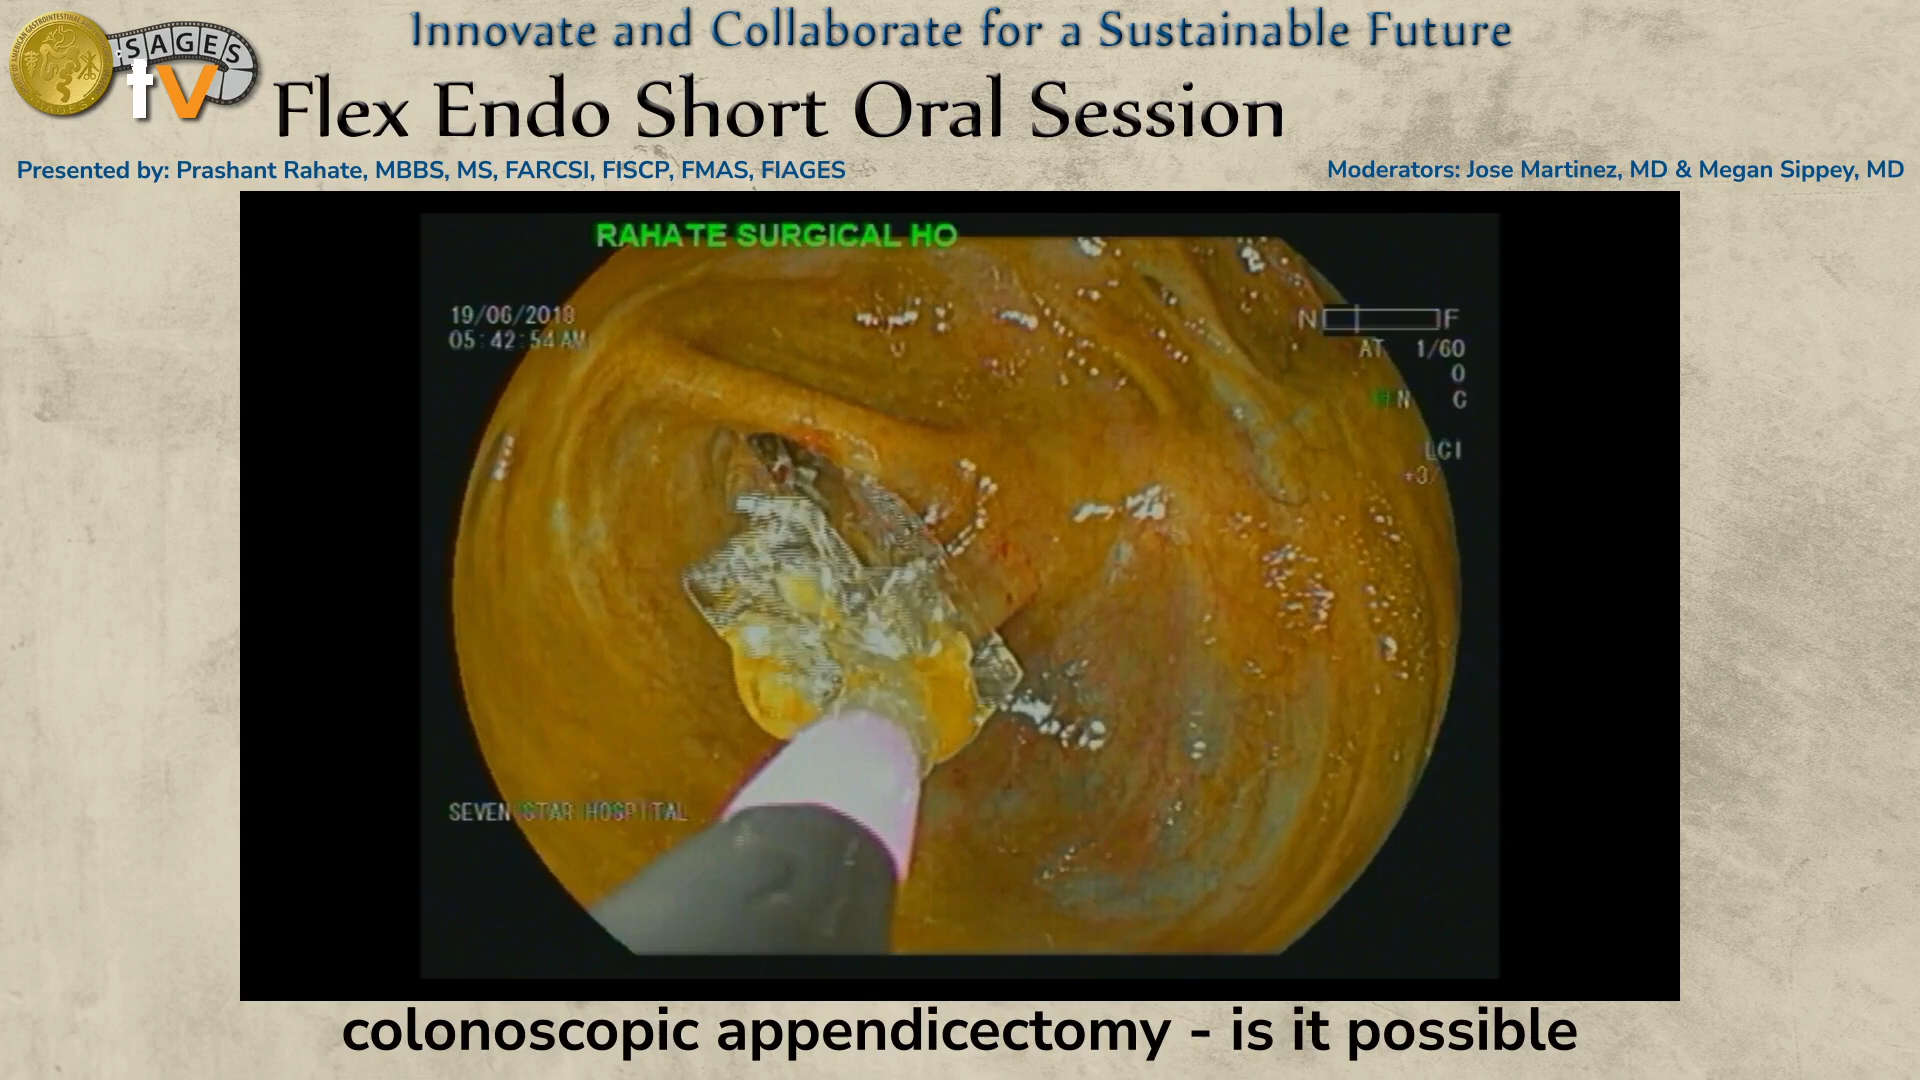 Innovate and Collaborate for a Sustainable Future
SAGES
tv
Flex Endo Short Oral Session
Presented by: Prashant Rahate, MBBS, MS, FARCSI, FISCP, FMAS, FIAGES
Moderators: Jose Martinez, MD & Megan Sippey, MD
RAHATE SURGICAL HO
19/06/2018
05:42:54 AM
N F
AT 1/60
0
N C
LCI
+3
SEVEN STAR HOSPITAL
colonoscopic appendicectomy - is it possible